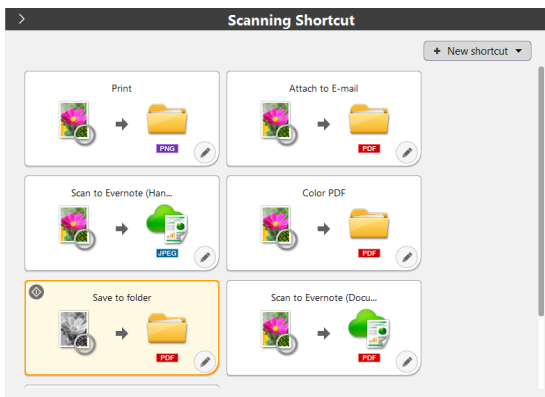 Scanning Shortcut
+ New shortcut
Print
PNG
Attach to E-mail
PDF
Scan to Evernote (Han...
JPEG
Color PDF
PDF
Save to folder
PDF
Scan to Evernote (Docu...
PDF